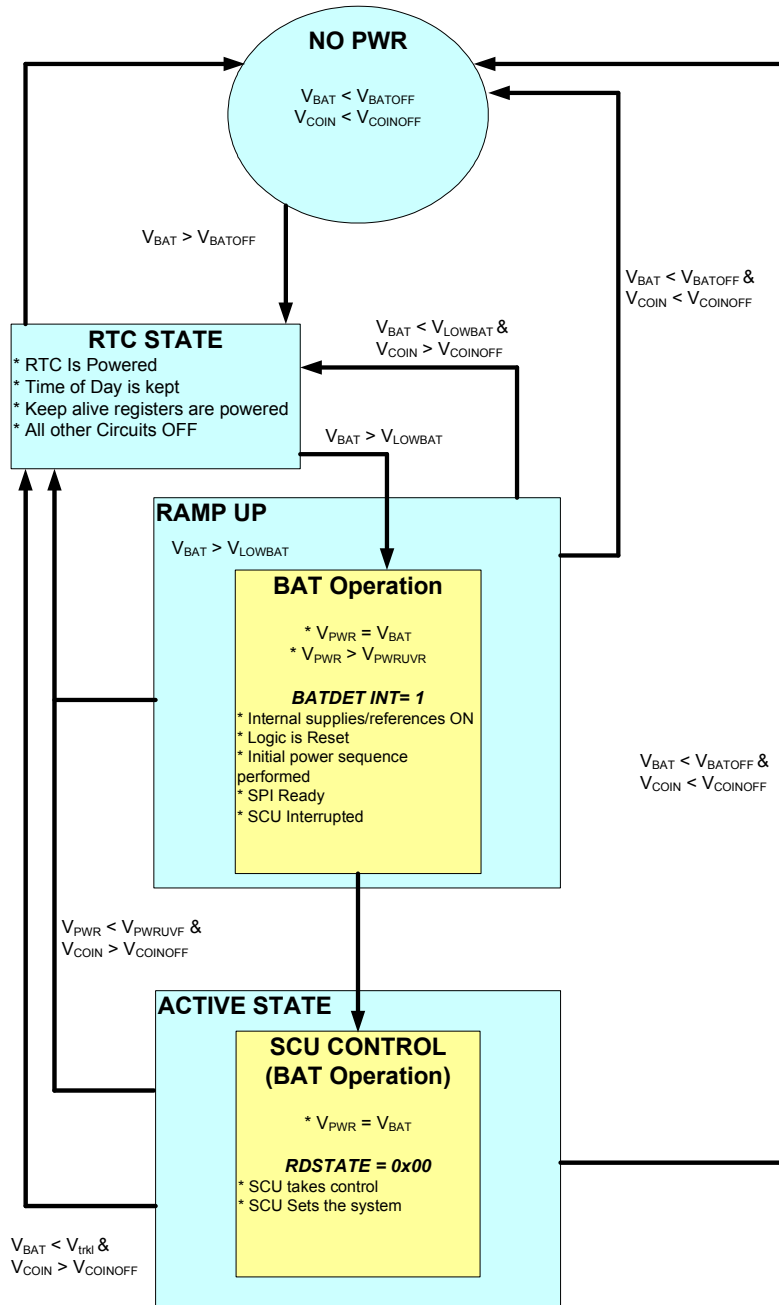 NO PWR
VBAT < VBATOFF
VCOIN < VCOINOFF
VBAT > VBATOFF
VBAT < VBATOFF &
VCOIN < VCOINOFF
RTC STATE
* RTC Is Powered
* Time of Day is kept
* Keep alive registers are powered
* All other Circuits OFF
VBAT < VLOWBAT &
VCOIN > VCOINOFF
VBAT > VLOWBAT
RAMP UP
VBAT > VLOWBAT
BAT Operation
* VPWR = VBAT
* VPWR > VPWRUVR
BATDET INT= 1
* Internal supplies/references ON
* Logic is Reset
* Initial power sequence
performed
* SPI Ready
* SCU Interrupted
VBAT < VBATOFF &
VCOIN < VCOINOFF
VPWR < VPWRUVF &
VCOIN > VCOINOFF
ACTIVE STATE
SCU CONTROL
(BAT Operation)
* VPWR = VBAT
RDSTATE = 0x00
* SCU takes control
* SCU Sets the system
VBAT < Vtrkl &
VCOIN > VCOINOFF